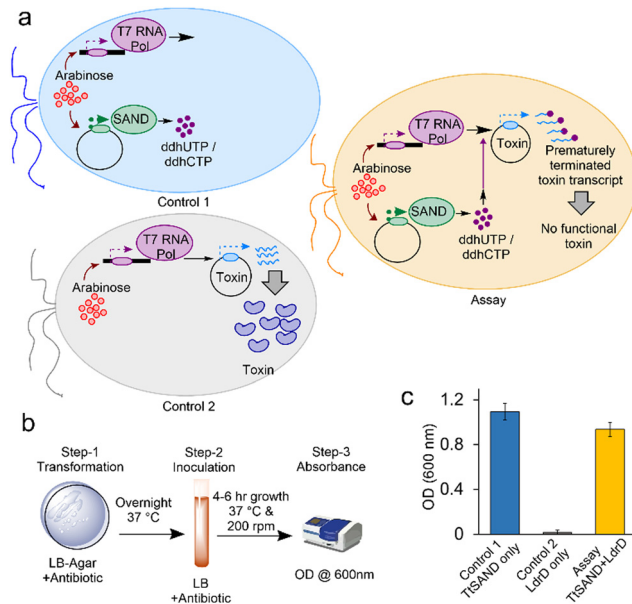 a
T7 RNA
Pol
Arabinose
SAND
ddhUTP /
ddhCTP
Control 1
T7 RNA
Pol
Arabinose
Toxin
Toxin
Control 2
T7 RNA
Pol
Toxin
Arabinose
Prematurely
terminated
toxin transcript
SAND
No functional
toxin
ddhUTP /
ddhCTP
Assay
b
Step-1
Transformation
Step-2
Inoculation
Step-3
Absorbance
Overnight
37 °C
4-6 hr growth
37 °C &
200 rpm
LB-Agar
+Antibiotic
LB
+Antibiotic
OD @ 600nm
c
OD (600 nm)
1.2
0.8
0.4
0
Control 1
TtSAND only
Control 2
LdrD only
Assay
TtSAND+LdrD